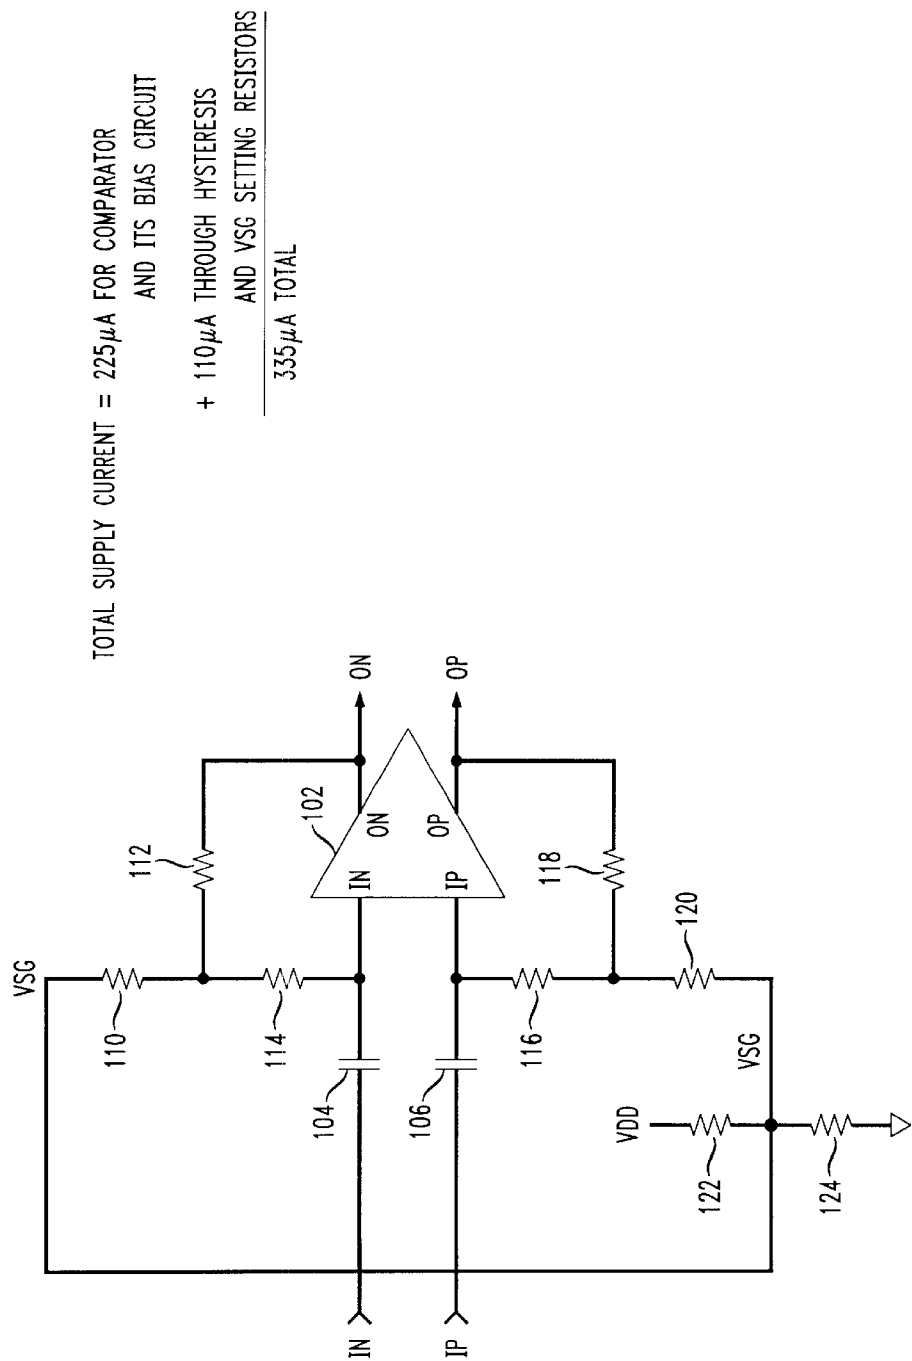 TOTAL SUPPLY CURRENT = 225μA FOR COMPARATOR
AND ITS BIAS CIRCUIT
+ 110μA THROUGH HYSTERESIS
AND VSG SETTING RESISTORS
335μA TOTAL
VSG
110
112
114
102
104
IN
IN
ON
ON
IP
IP
OP
OP
106
116
118
120
VSG
VDD
122
124